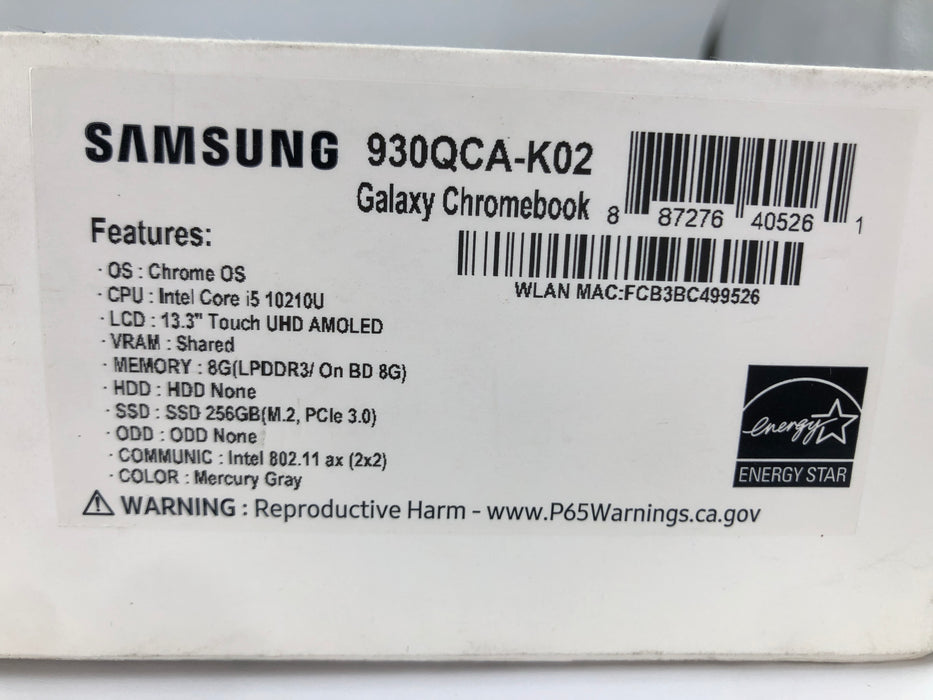 SAMSUNG 930QCA-K02
Galaxy Chromebook
8 87276 40526 1
WLAN MAC:FCB3BC499526
Features:
· OS : Chrome OS
· CPU : Intel Core i5 10210U
· LCD : 13.3" Touch UHD AMOLED
· VRAM : Shared
· MEMORY : 8G(LPDDR3/ On BD 8G)
· HDD : HDD None
· SSD : SSD 256GB(M.2, PCIe 3.0)
· ODD : ODD None
· COMMUNIC : Intel 802.11 ax (2x2)
· COLOR : Mercury Gray
energy
ENERGY STAR
⚠ WARNING : Reproductive Harm - www.P65Warnings.ca.gov